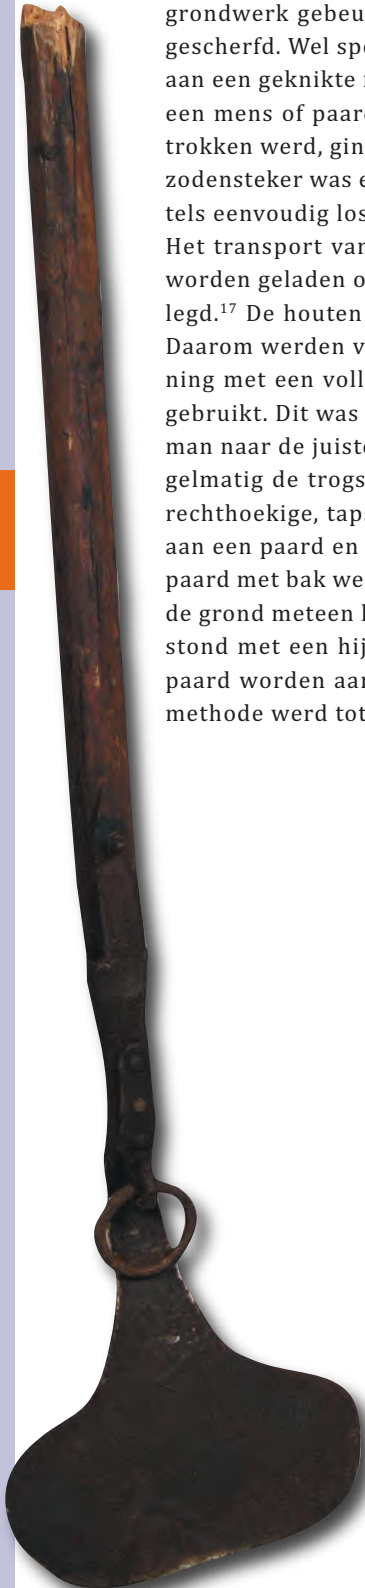 grondwerk gebeu
gescherfd. Wel spe
aan een geknikte
een mens of paar
trokken werd, gin
zodensteker was e
tels eenvoudig los
Het transport van
worden geladen o
legd.¹⁷ De houten
Daarom werden v
ning met een voll
gebruikt. Dit was
man naar de juist
gelmatig de trogs
rechthoekige, tap
aan een paard en
paard met bak we
de grond meteen
stond met een hij
paard worden aan
methode werd tot